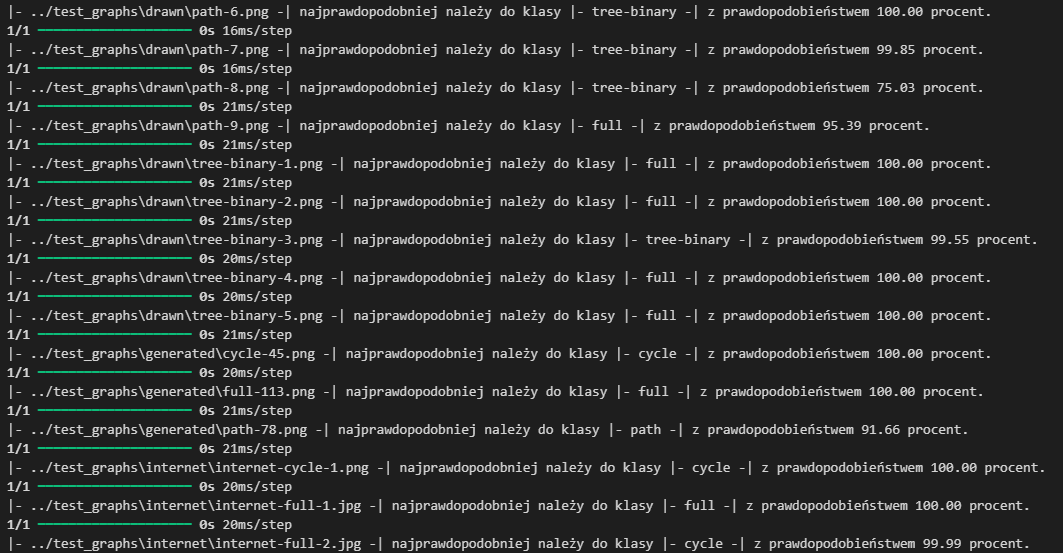 |- ../test_graphs\drawn\path-6.png -| najprawdopodobniej należy do klasy |- tree-binary -| z prawdopodobieństwem 100.00 procent.
1/1 ━━━━━━━━━━━━━━━━━━━━ 0s 16ms/step
|- ../test_graphs\drawn\path-7.png -| najprawdopodobniej należy do klasy |- tree-binary -| z prawdopodobieństwem 99.85 procent.
1/1 ━━━━━━━━━━━━━━━━━━━━ 0s 16ms/step
|- ../test_graphs\drawn\path-8.png -| najprawdopodobniej należy do klasy |- tree-binary -| z prawdopodobieństwem 75.03 procent.
1/1 ━━━━━━━━━━━━━━━━━━━━ 0s 21ms/step
|- ../test_graphs\drawn\path-9.png -| najprawdopodobniej należy do klasy |- full -| z prawdopodobieństwem 95.39 procent.
1/1 ━━━━━━━━━━━━━━━━━━━━ 0s 21ms/step
|- ../test_graphs\drawn\tree-binary-1.png -| najprawdopodobniej należy do klasy |- full -| z prawdopodobieństwem 100.00 procent.
1/1 ━━━━━━━━━━━━━━━━━━━━ 0s 21ms/step
|- ../test_graphs\drawn\tree-binary-2.png -| najprawdopodobniej należy do klasy |- full -| z prawdopodobieństwem 100.00 procent.
1/1 ━━━━━━━━━━━━━━━━━━━━ 0s 21ms/step
|- ../test_graphs\drawn\tree-binary-3.png -| najprawdopodobniej należy do klasy |- tree-binary -| z prawdopodobieństwem 99.55 procent.
1/1 ━━━━━━━━━━━━━━━━━━━━ 0s 20ms/step
|- ../test_graphs\drawn\tree-binary-4.png -| najprawdopodobniej należy do klasy |- full -| z prawdopodobieństwem 100.00 procent.
1/1 ━━━━━━━━━━━━━━━━━━━━ 0s 20ms/step
|- ../test_graphs\drawn\tree-binary-5.png -| najprawdopodobniej należy do klasy |- full -| z prawdopodobieństwem 100.00 procent.
1/1 ━━━━━━━━━━━━━━━━━━━━ 0s 21ms/step
|- ../test_graphs\generated\cycle-45.png -| najprawdopodobniej należy do klasy |- cycle -| z prawdopodobieństwem 100.00 procent.
1/1 ━━━━━━━━━━━━━━━━━━━━ 0s 20ms/step
|- ../test_graphs\generated\full-113.png -| najprawdopodobniej należy do klasy |- full -| z prawdopodobieństwem 100.00 procent.
1/1 ━━━━━━━━━━━━━━━━━━━━ 0s 21ms/step
|- ../test_graphs\generated\path-78.png -| najprawdopodobniej należy do klasy |- path -| z prawdopodobieństwem 91.66 procent.
1/1 ━━━━━━━━━━━━━━━━━━━━ 0s 21ms/step
|- ../test_graphs\internet\internet-cycle-1.png -| najprawdopodobniej należy do klasy |- cycle -| z prawdopodobieństwem 100.00 procent.
1/1 ━━━━━━━━━━━━━━━━━━━━ 0s 20ms/step
|- ../test_graphs\internet\internet-full-1.jpg -| najprawdopodobniej należy do klasy |- full -| z prawdopodobieństwem 100.00 procent.
1/1 ━━━━━━━━━━━━━━━━━━━━ 0s 20ms/step
|- ../test_graphs\internet\internet-full-2.jpg -| najprawdopodobniej należy do klasy |- cycle -| z prawdopodobieństwem 99.99 procent.